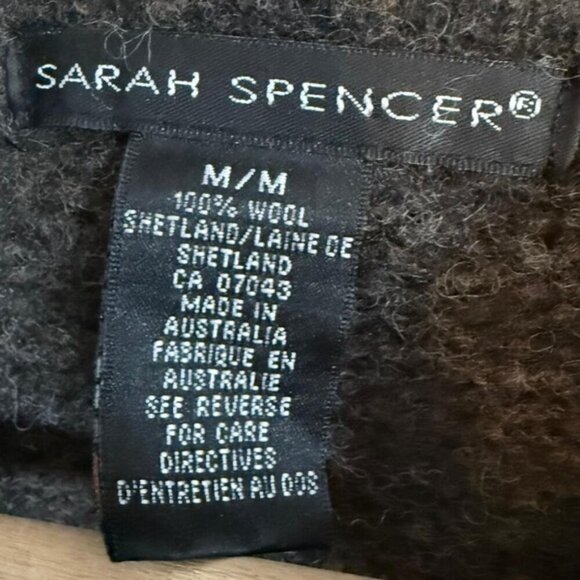 SARAH SPENCER®
M/M
100% WOOL
SHETLAND/LAINE DE
SHETLAND
CA 07043
MADE IN
AUSTRALIA
FABRIQUE EN
AUSTRALIE
SEE REVERSE
FOR CARE
DIRECTIVES
D'ENTRETIEN AU DOS